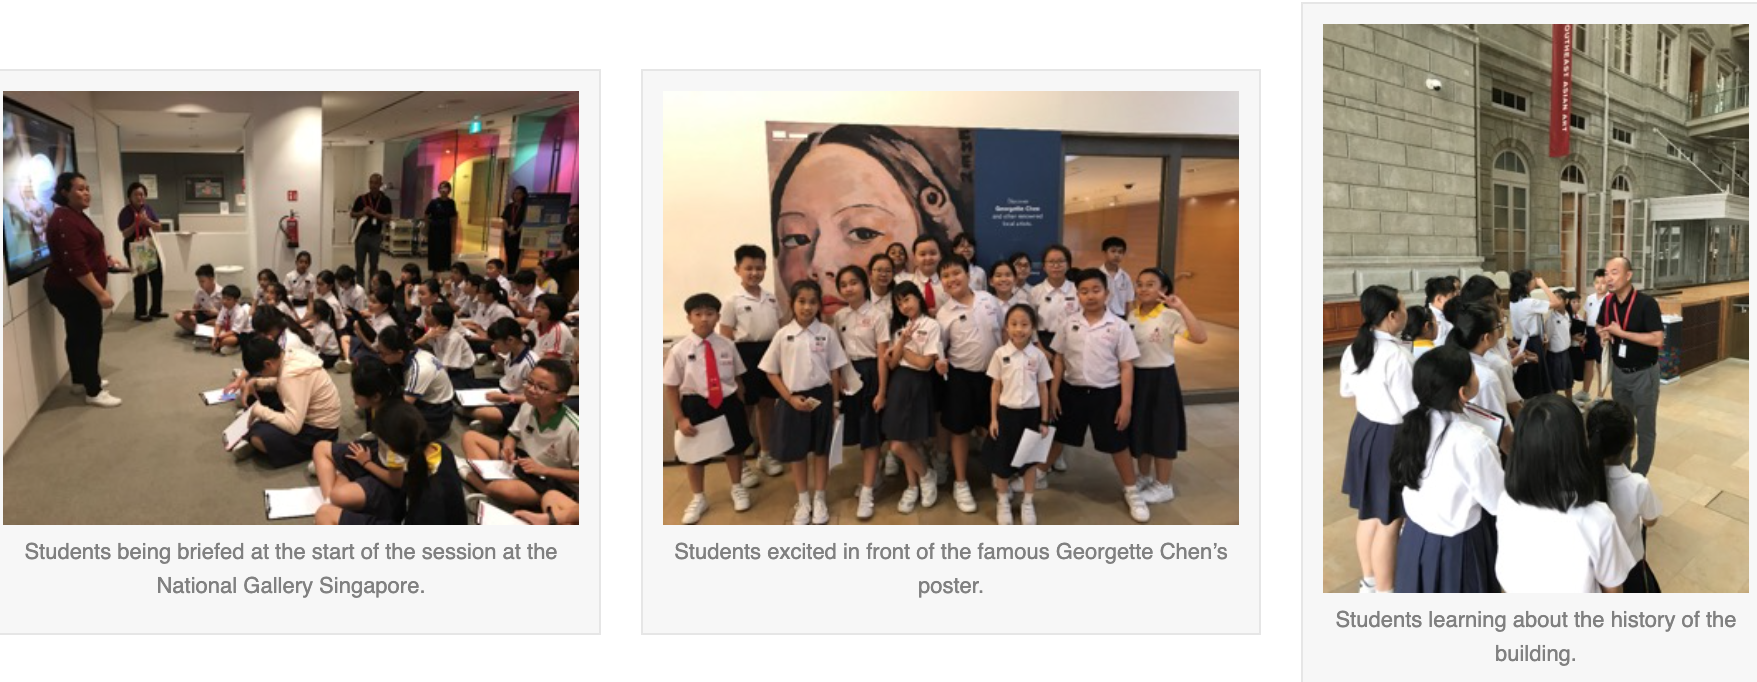 Students being briefed at the start of the session at the
National Gallery Singapore.
CHEN
Discover
Georgette Chen
and other renowned
local artists.
Students excited in front of the famous Georgette Chen's
poster.
OUTHEAST ASIAN ART
Students learning about the history of the
building.